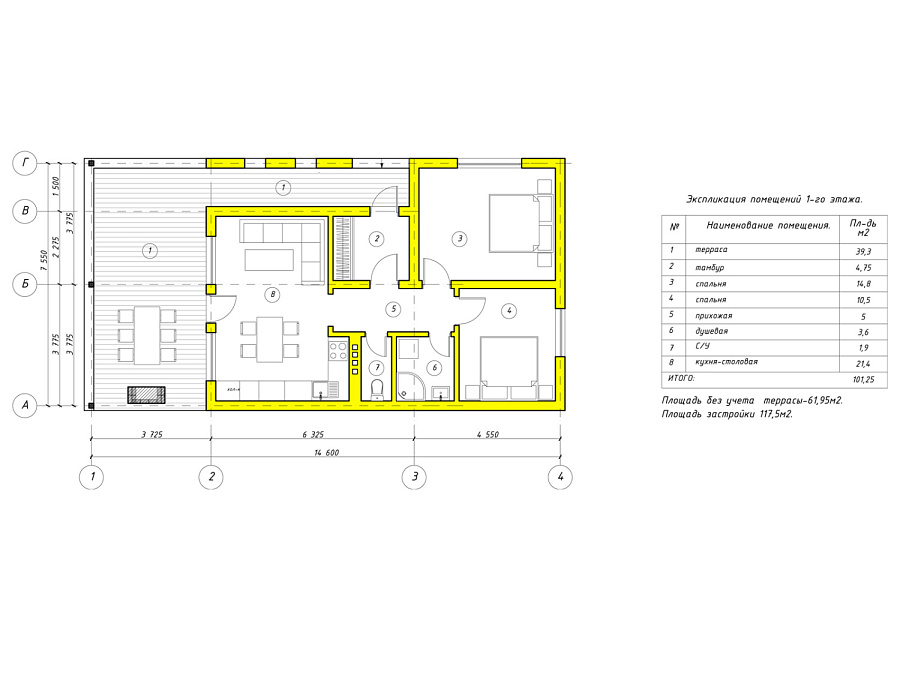 Г
В
Б
А
1 500
2 275
3 775
7 550
3 775
3 775
1
1
2
3
4
5
6
7
8
3 725
6 325
4 550
14 600
1
2
3
4
Экспликация помещений 1-го этажа.
№ Наименование помещения. Пл-дь м2
1 терраса 39,3
2 тамбур 4,75
3 спальня 14,8
4 спальня 10,5
5 прихожая 5
6 душевая 3,6
7 С/У 1,9
8 кухня-столовая 21,4
ИТОГО: 101,25
Площадь без учета террасы-61,95м2.
Площадь застройки 117,5м2.